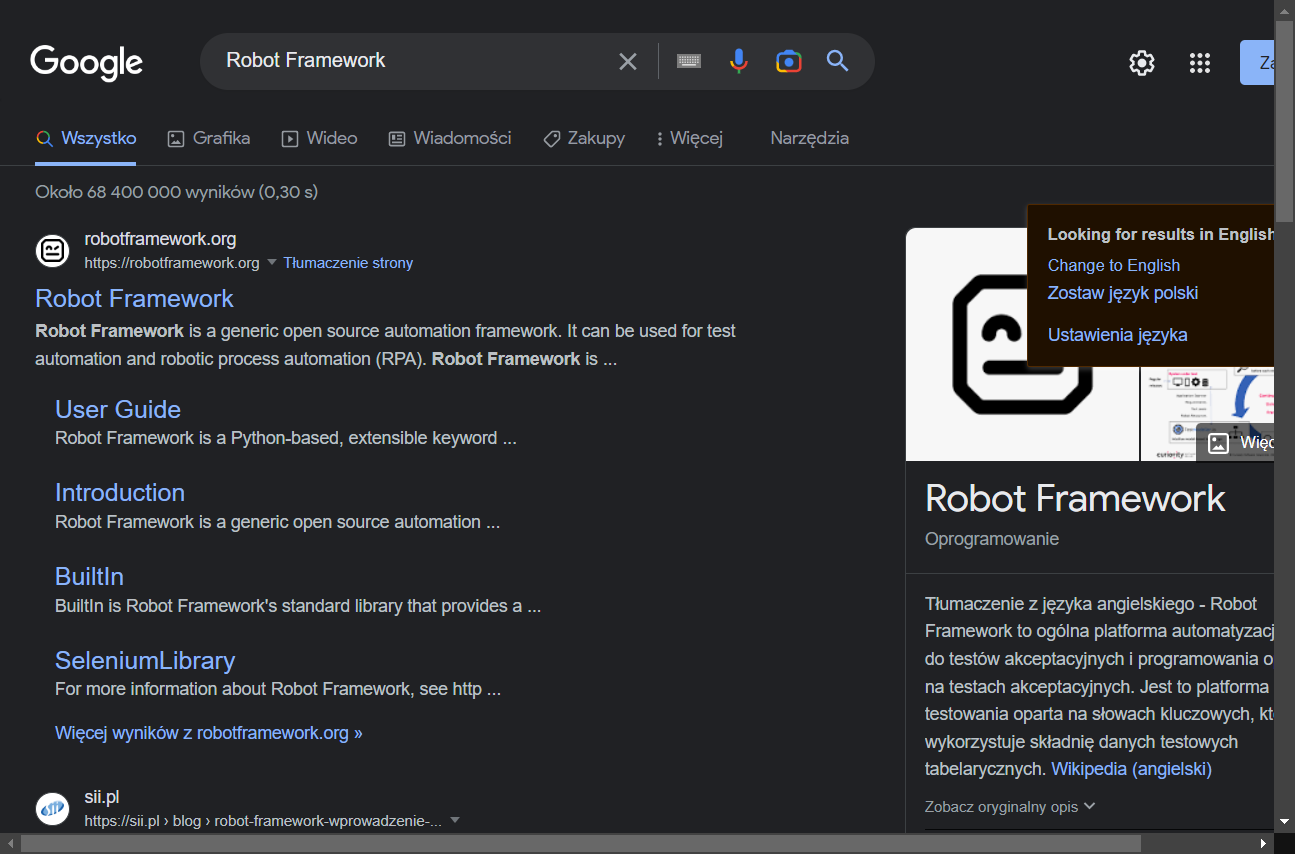 Google
Robot Framework
Wszystko
Grafika
Wideo
Wiadomości
Zakupy
Więcej
Narzędzia
Około 68 400 000 wyników (0,30 s)
robotframework.org
https://robotframework.org
Tłumaczenie strony
Robot Framework
Robot Framework is a generic open source automation framework. It can be used for test
automation and robotic process automation (RPA). Robot Framework is ...
User Guide
Robot Framework is a Python-based, extensible keyword ...
Introduction
Robot Framework is a generic open source automation ...
BuiltIn
BuiltIn is Robot Framework's standard library that provides a ...
SeleniumLibrary
For more information about Robot Framework, see http ...
Więcej wyników z robotframework.org »
sii.pl
https://sii.pl › blog › robot-framework-wprowadzenie-...
Looking for results in English
Change to English
Zostaw język polski
Ustawienia języka
curiosity
Robot Framework
Oprogramowanie
Tłumaczenie z języka angielskiego - Robot
Framework to ogólna platforma automatyzacj
do testów akceptacyjnych i programowania o
na testach akceptacyjnych. Jest to platforma
testowania oparta na słowach kluczowych, kt
wykorzystuje składnię danych testowych
tabelarycznych. Wikipedia (angielski)
Zobacz oryginalny opis